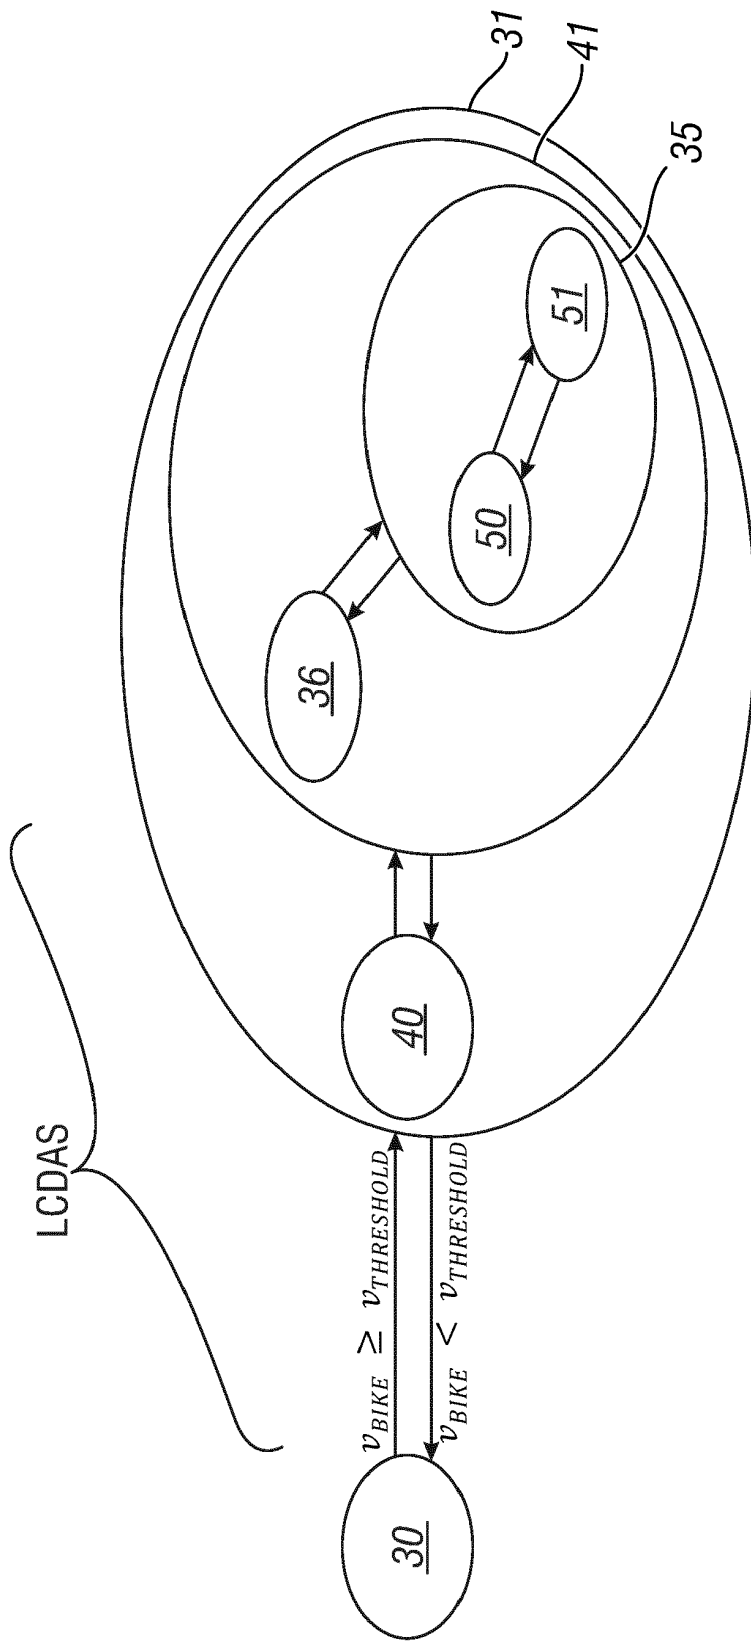 LCDAS
30
v_BIKE ≥ v_THRESHOLD
v_BIKE < v_THRESHOLD
40
36
50
51
31
41
35